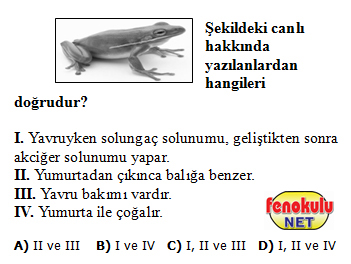 Şekildeki canlı
hakkında
yazılanlardan
hangileri
doğrudur?
I. Yavruyken solungaç solunumu, geliştikten sonra
akciğer solunumu yapar.
II. Yumurtadan çıkınca balığa benzer.
III. Yavru bakımı vardır.
IV. Yumurta ile çoğalır.
fenokulu
NET
A) II ve III B) I ve IV C) I, II ve III D) I, II ve IV